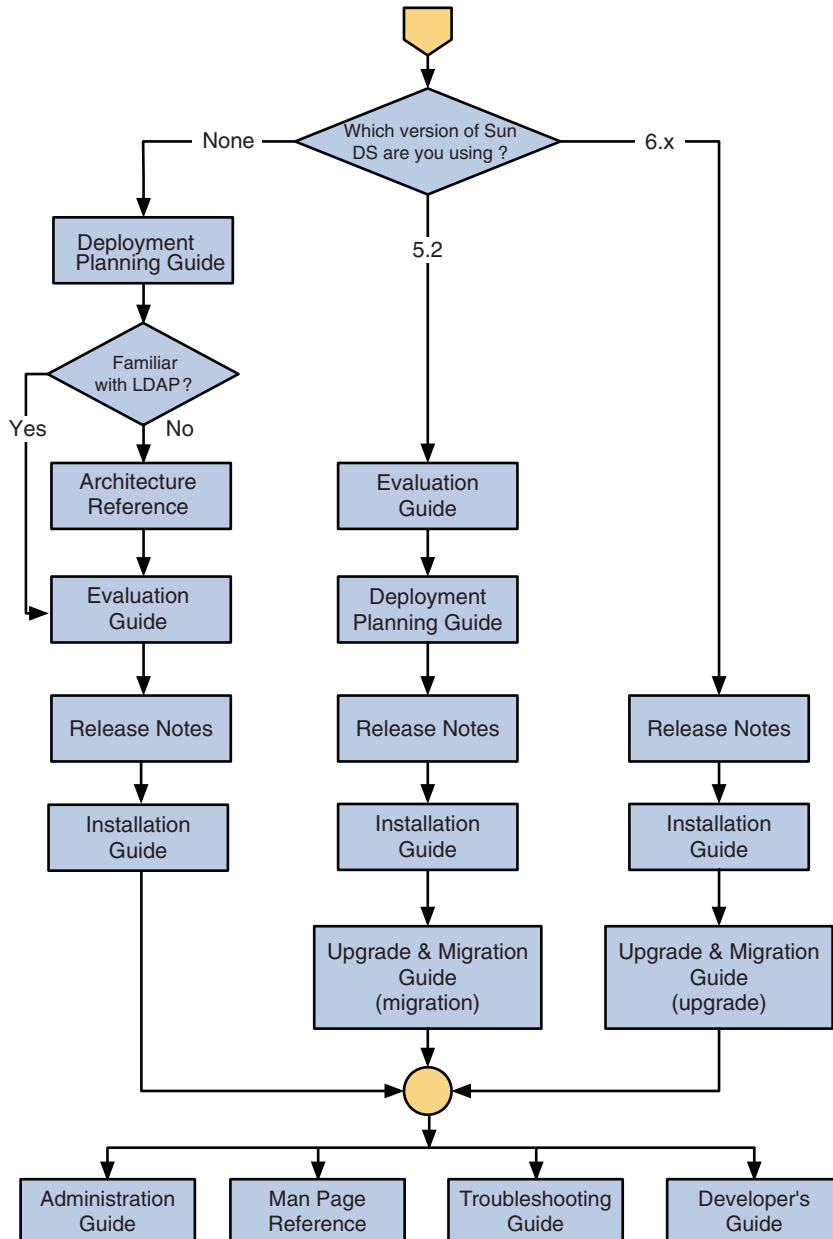 Which version of Sun
DS are you using ?
None
6.x
5.2
Deployment
Planning Guide
Familiar
with LDAP ?
Yes
No
Architecture
Reference
Evaluation
Guide
Evaluation
Guide
Deployment
Planning Guide
Release Notes
Release Notes
Release Notes
Installation
Guide
Installation
Guide
Installation
Guide
Upgrade & Migration
Guide
(migration)
Upgrade & Migration
Guide
(upgrade)
Administration
Guide
Man Page
Reference
Troubleshooting
Guide
Developer's
Guide